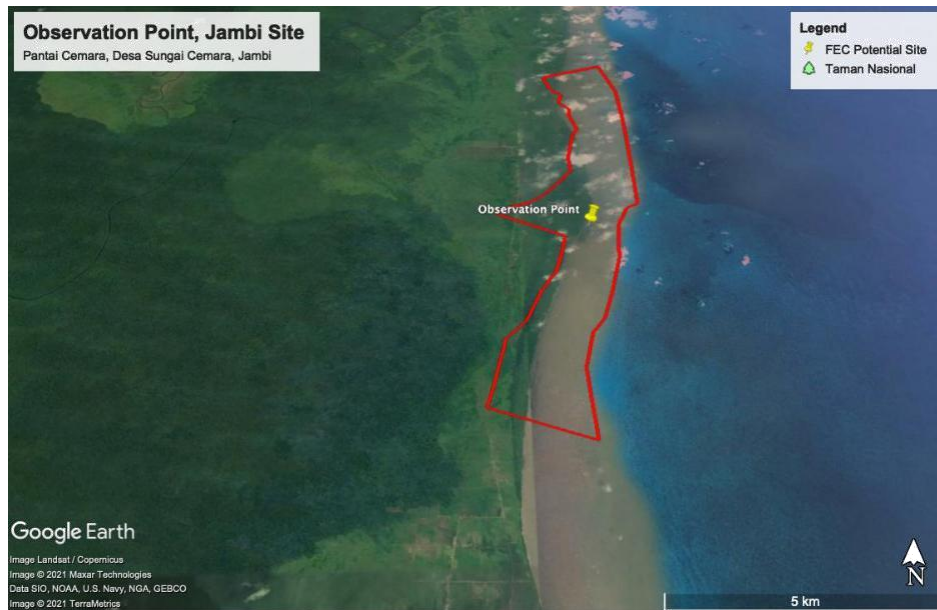 Observation Point, Jambi Site
Pantai Cemara, Desa Sungai Cemara, Jambi
Legend
FEC Potential Site
Taman Nasional
Observation Point
Google Earth
Image Landsat / Copernicus
Image © 2021 Maxar Technologies
Data SIO, NOAA, U.S. Navy, NGA, GEBCO
Image © 2021 TerraMetrics
N
5 km